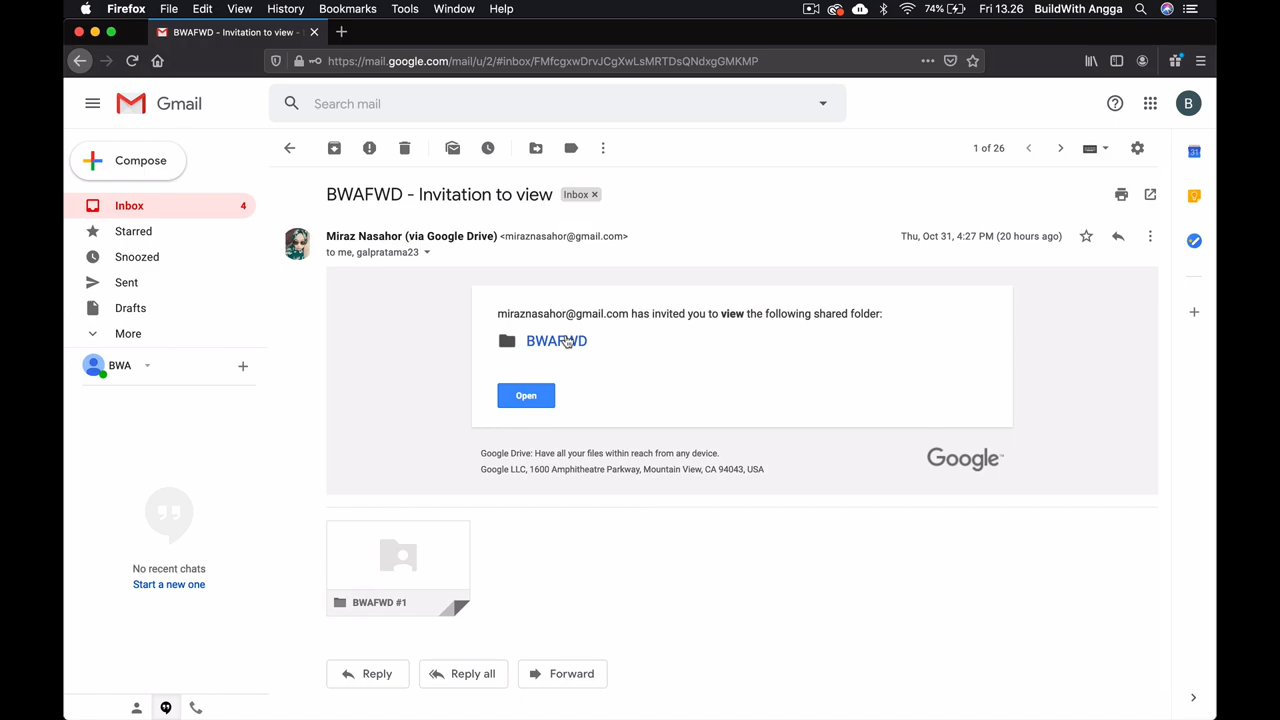 Firefox File Edit View History Bookmarks Tools Window Help 74% Fri 13.26 BuildWith Angga
BWAFWD - Invitation to view -
https://mail.google.com/mail/u/2/#inbox/FMfcgxwDrvJCgXwLsMRTDsQNdxgGMKMP
Gmail
Search mail
B
Compose
1 of 26
Inbox 4
Starred
Snoozed
Sent
Drafts
More
BWA
No recent chats
Start a new one
BWAFWD - Invitation to view Inbox x
Miraz Nasahor (via Google Drive) <miraznasahor@gmail.com> Thu, Oct 31, 4:27 PM (20 hours ago)
to me, galpratama23
miraznasahor@gmail.com has invited you to view the following shared folder:
BWAFWD
Open
Google Drive: Have all your files within reach from any device.
Google LLC, 1600 Amphitheatre Parkway, Mountain View, CA 94043, USA
Google
BWAFWD #1
Reply Reply all Forward
31